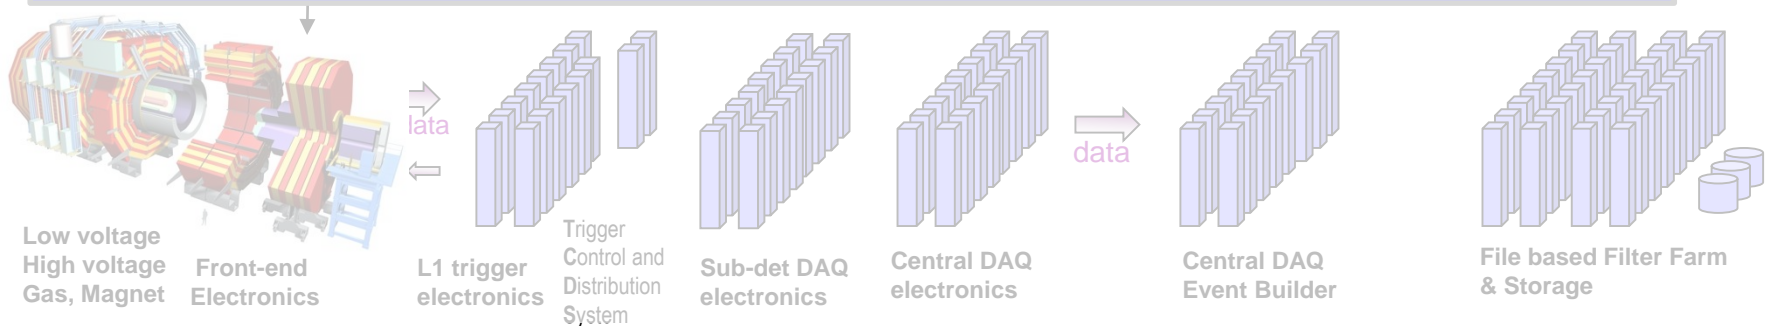 data
data
Low voltage
High voltage
Gas, Magnet
Front-end
Electronics
L1 trigger
electronics
Trigger
Control and
Distribution
System
Sub-det DAQ
electronics
Central DAQ
electronics
Central DAQ
Event Builder
File based Filter Farm
& Storage